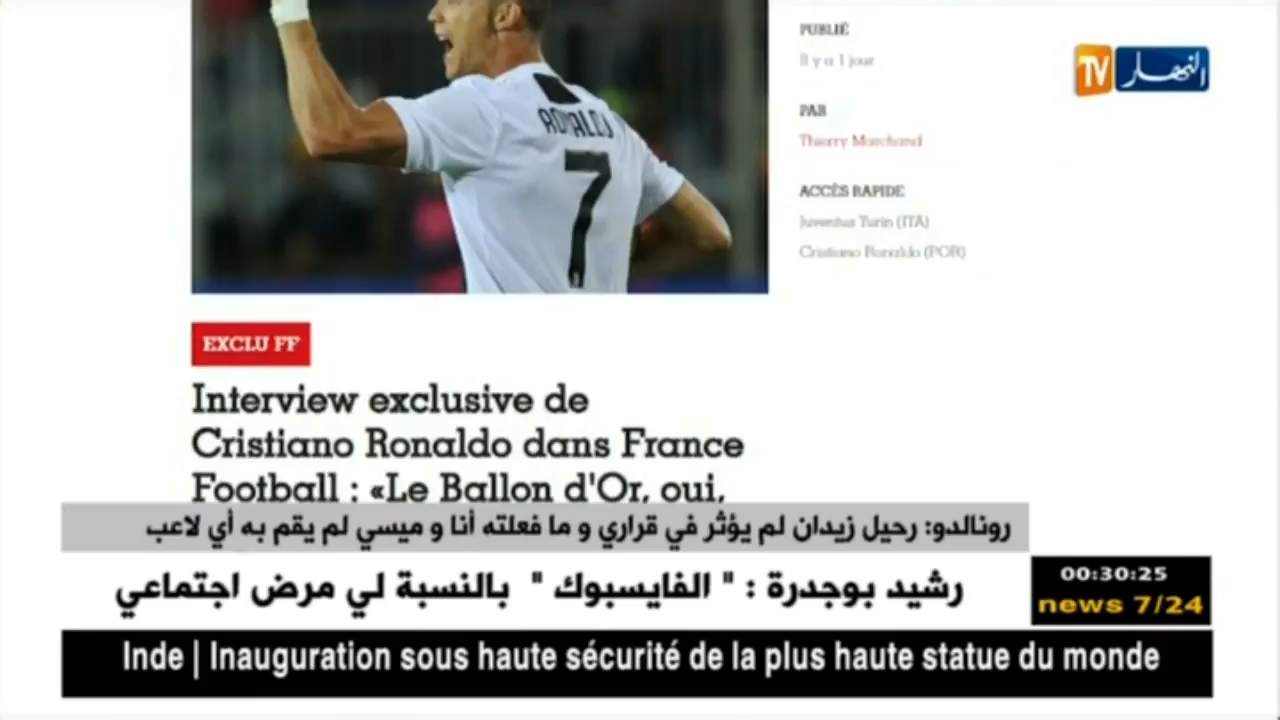 PUBLIÉ
Il y a 1 jour
TV النهار
PAR
Thierry Marchand
ACCÈS RAPIDE
Juventus Turin (ITA)
Cristiano Ronaldo (POR)
RONALDO
7
EXCLU FF
Interview exclusive de
Cristiano Ronaldo dans France
Football : «Le Ballon d'Or, oui,
رونالدو: رحيل زيدان لم يؤثر في قراري و ما فعلته أنا و ميسي لم يقم به أي لاعب
رشيد بوجدرة : " الفايسبوك " بالنسبة لي مرض اجتماعي
00:30:25
news 7/24
Inde | Inauguration sous haute sécurité de la plus haute statue du monde